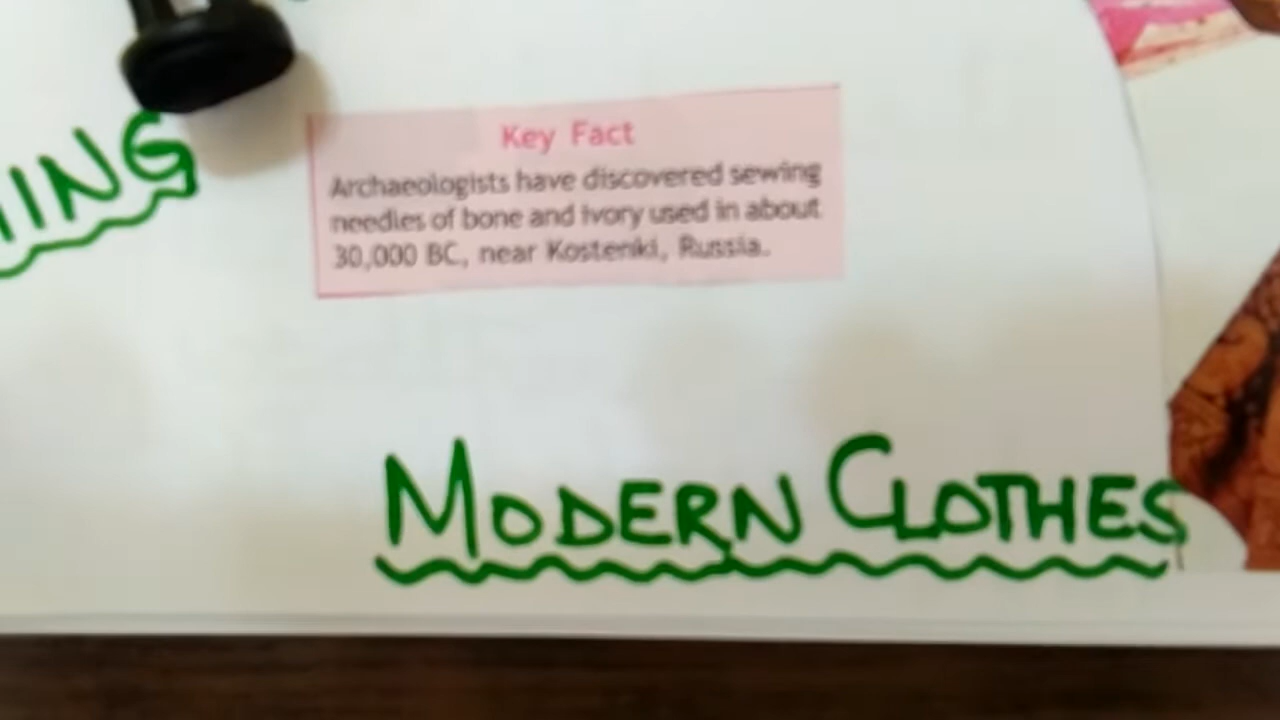 Key Fact
Archaeologists have discovered sewing
needles of bone and ivory used in about
30,000 BC, near Kostenki, Russia.
MODERN CLOTHES